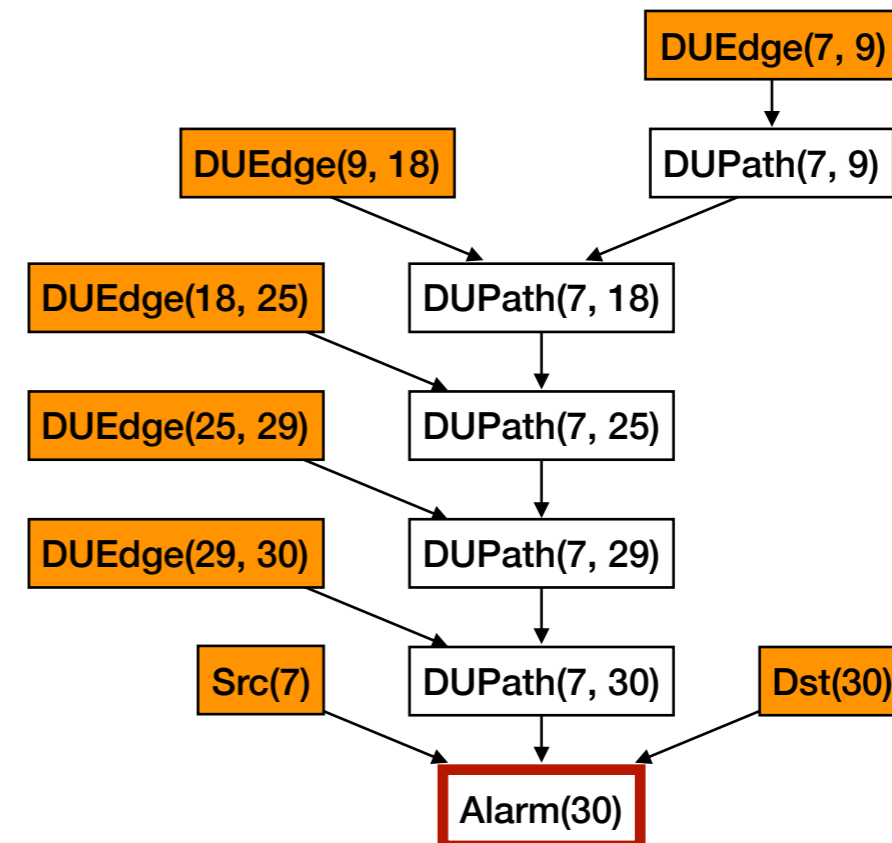 DUEdge(7, 9)
DUEdge(9, 18)
DUPath(7, 9)
DUEdge(18, 25)
DUPath(7, 18)
DUEdge(25, 29)
DUPath(7, 25)
DUEdge(29, 30)
DUPath(7, 29)
Src(7)
DUPath(7, 30)
Dst(30)
Alarm(30)